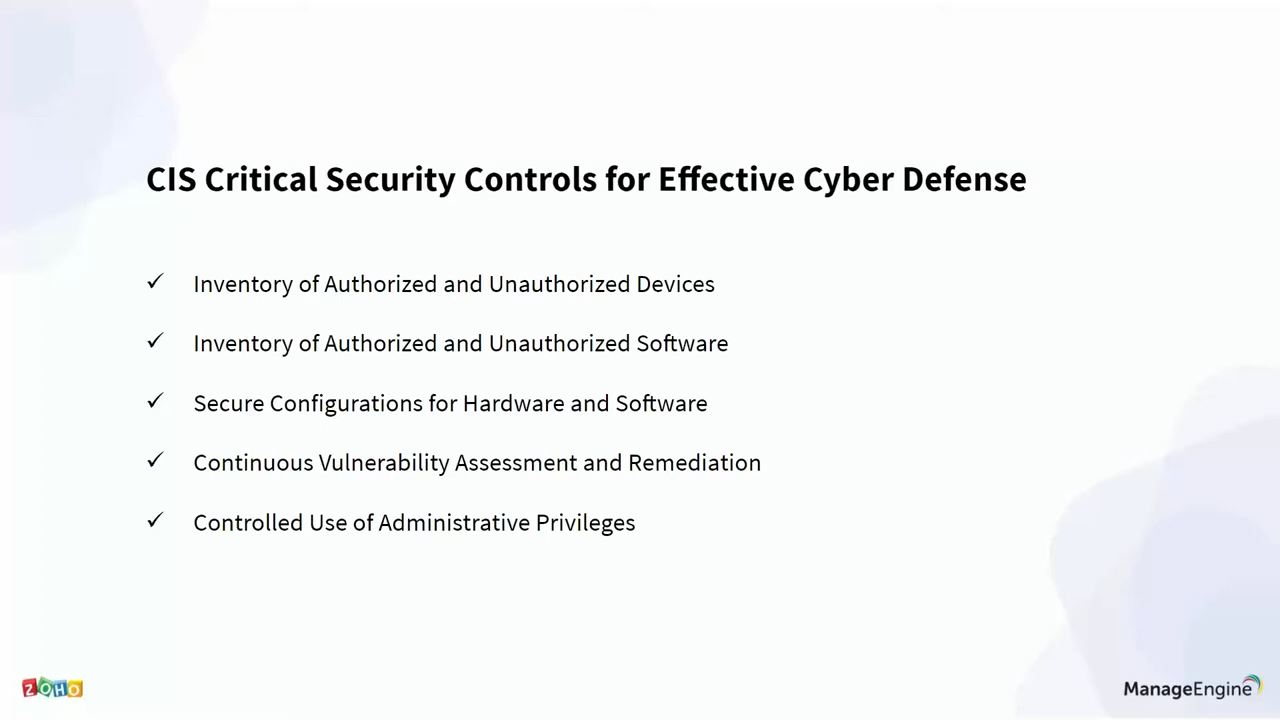 CIS Critical Security Controls for Effective Cyber Defense
✓ Inventory of Authorized and Unauthorized Devices
✓ Inventory of Authorized and Unauthorized Software
✓ Secure Configurations for Hardware and Software
✓ Continuous Vulnerability Assessment and Remediation
✓ Controlled Use of Administrative Privileges
ZOHO
ManageEngine